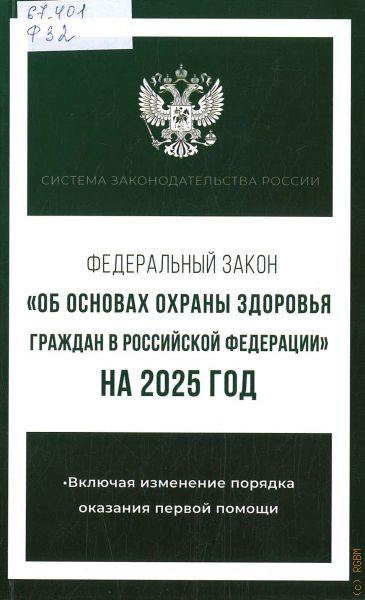 67.401
Ф 32
СИСТЕМА ЗАКОНОДАТЕЛЬСТВА РОССИИ
ФЕДЕРАЛЬНЫЙ ЗАКОН
«ОБ ОСНОВАХ ОХРАНЫ ЗДОРОВЬЯ
ГРАЖДАН В РОССИЙСКОЙ ФЕДЕРАЦИИ»
НА 2025 ГОД
•Включая изменение порядка
оказания первой помощи
(c) RGBM